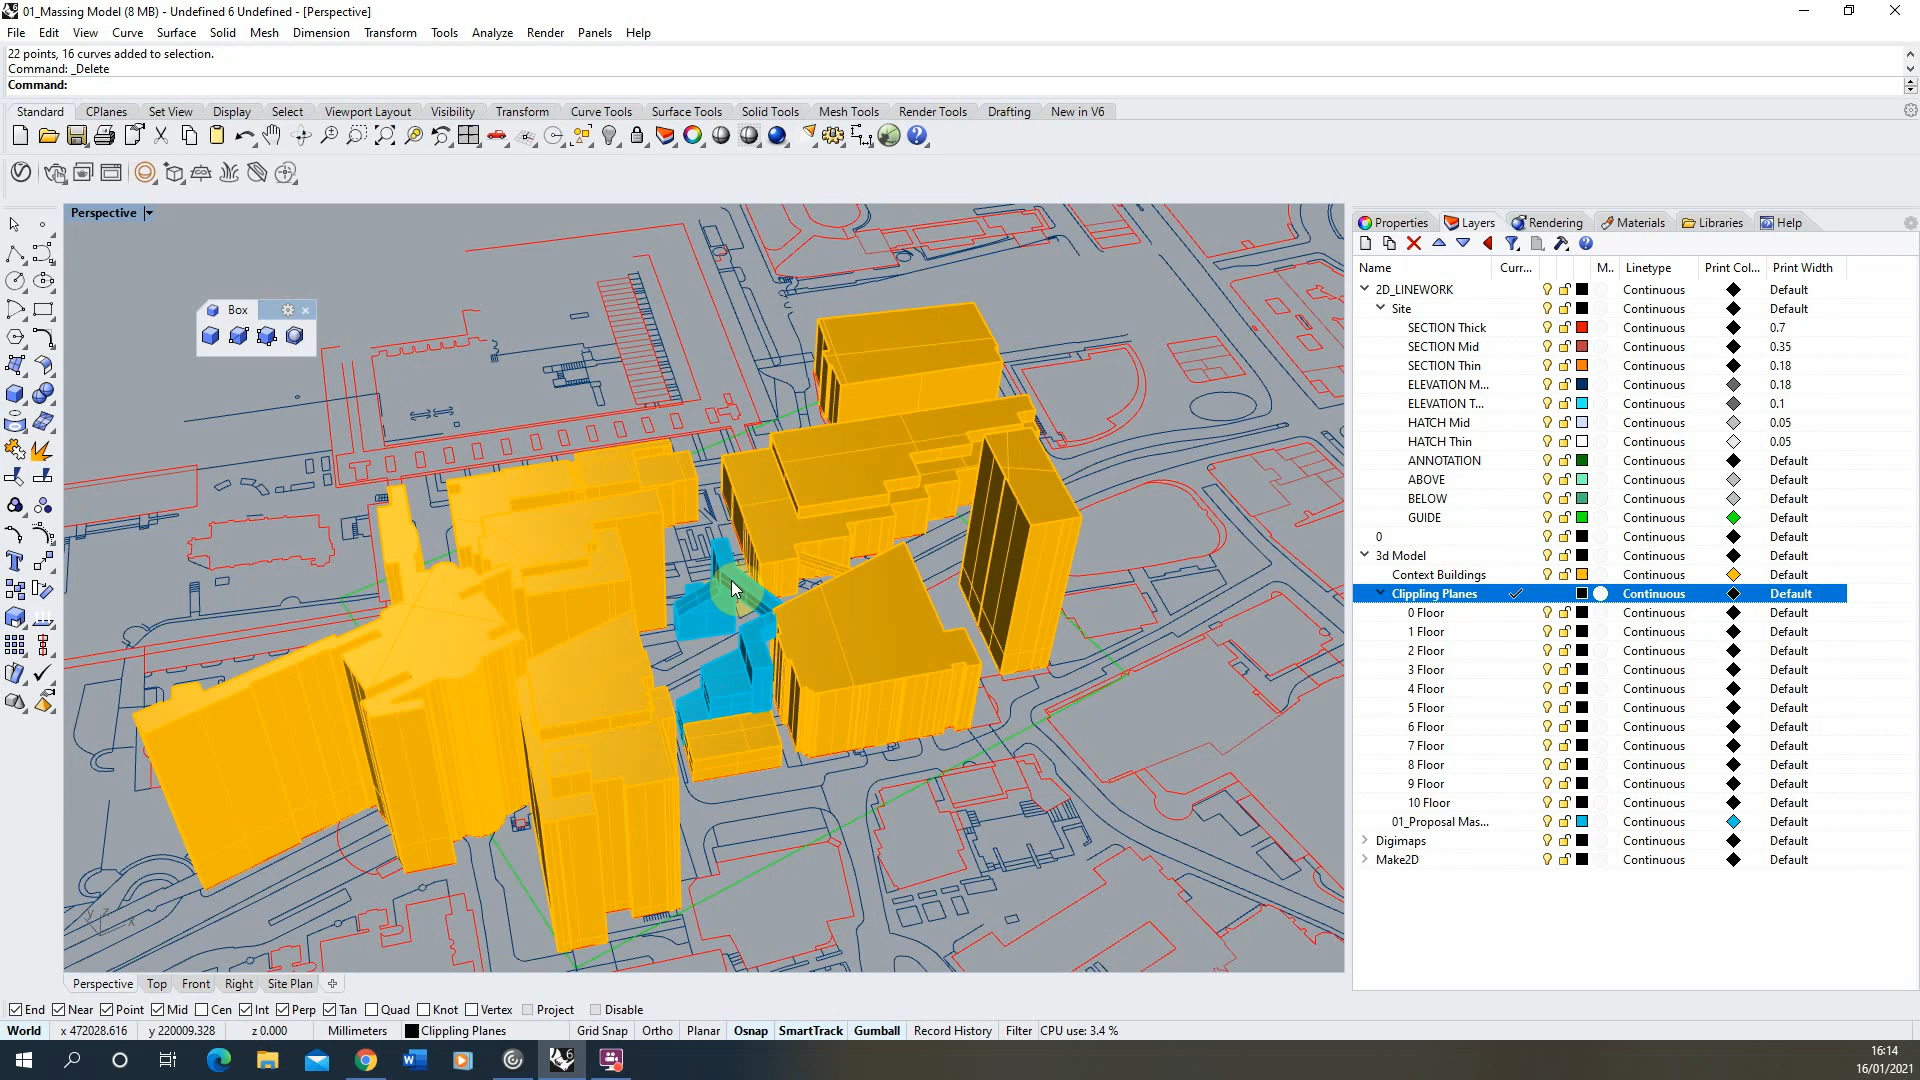 01_Massing Model (8 MB) - Undefined 6 Undefined - [Perspective]
File Edit View Curve Surface Solid Mesh Dimension Transform Tools Analyze Render Panels Help
22 points, 16 curves added to selection.
Command: _Delete
Command:
Standard CPlanes Set View Display Select Viewport Layout Visibility Transform Curve Tools Surface Tools Solid Tools Mesh Tools Render Tools Drafting New in V6
Perspective
Box
Properties Layers Rendering Materials Libraries Help
Name Curr... M.. Linetype Print Col... Print Width
2D_LINEWORK Continuous Default
Site Continuous Default
SECTION Thick Continuous 0.7
SECTION Mid Continuous 0.35
SECTION Thin Continuous 0.18
ELEVATION M... Continuous 0.18
ELEVATION T... Continuous 0.1
HATCH Mid Continuous 0.05
HATCH Thin Continuous 0.05
ANNOTATION Continuous Default
ABOVE Continuous Default
BELOW Continuous Default
GUIDE Continuous Default
0 Continuous Default
3d Model Continuous Default
Context Buildings Continuous Default
Clippling Planes Continuous Default
0 Floor Continuous Default
1 Floor Continuous Default
2 Floor Continuous Default
3 Floor Continuous Default
4 Floor Continuous Default
5 Floor Continuous Default
6 Floor Continuous Default
7 Floor Continuous Default
8 Floor Continuous Default
9 Floor Continuous Default
10 Floor Continuous Default
01_Proposal Mas... Continuous Default
Digimaps Continuous Default
Make2D Continuous Default
y z x
Perspective Top Front Right Site Plan
End Near Point Mid Cen Int Perp Tan Quad Knot Vertex Project Disable
World x 472028.616 y 220009.328 z 0.000 Millimeters Clippling Planes Grid Snap Ortho Planar Osnap SmartTrack Gumball Record History Filter CPU use: 3.4 %
16:14
16/01/2021